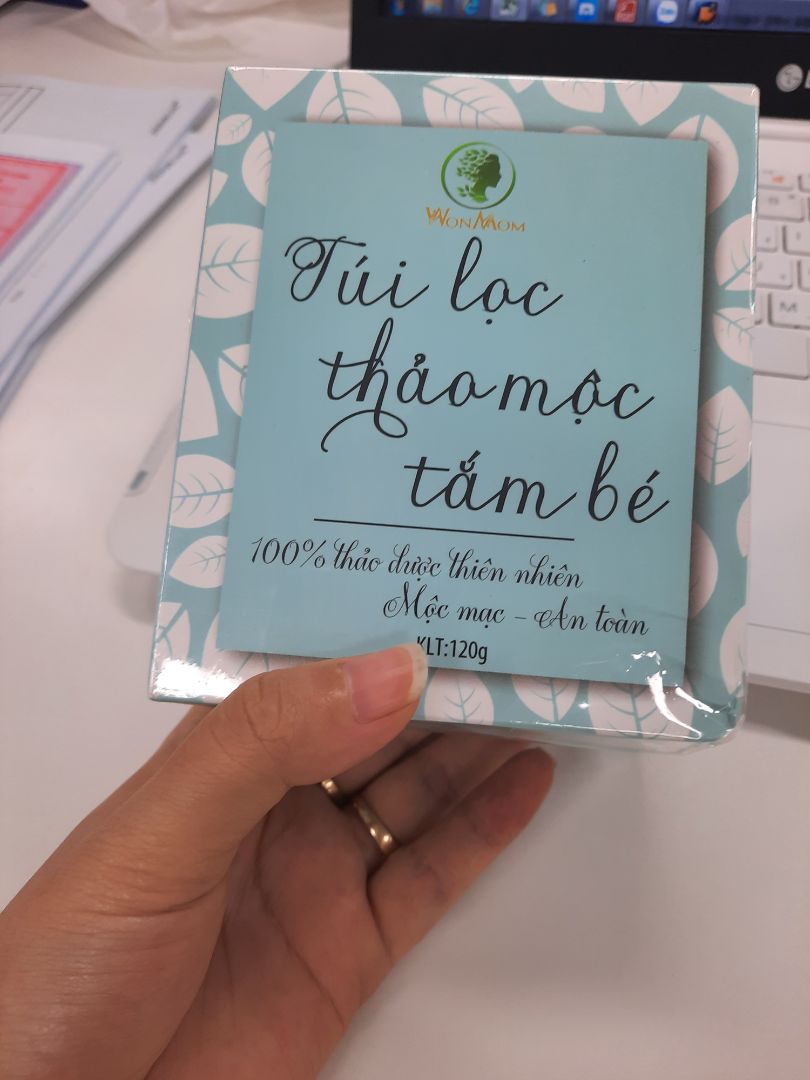 WONMOM
Túi lọc
thảo mộc
tắm bé
100% thảo dược thiên nhiên
Mộc mạc - An toàn
KLT:120g